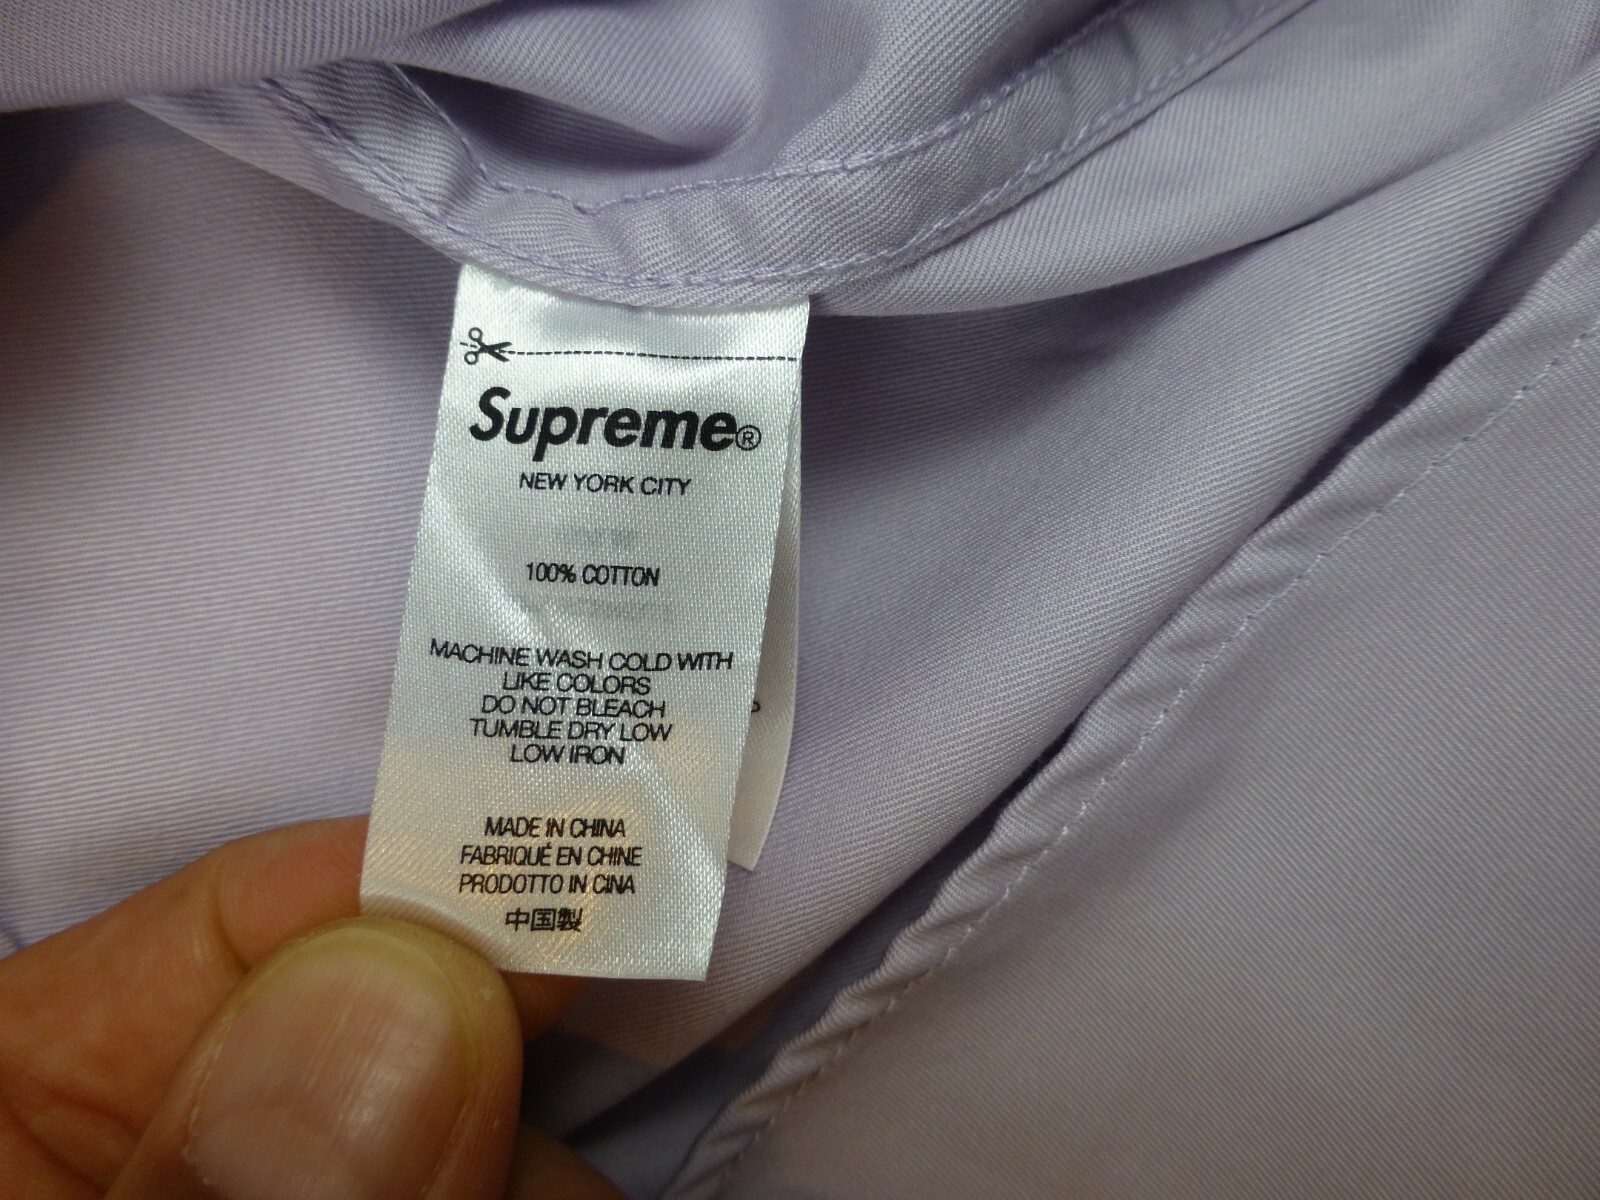 Supreme®
NEW YORK CITY
100% COTTON
MACHINE WASH COLD WITH
LIKE COLORS
DO NOT BLEACH
TUMBLE DRY LOW
LOW IRON
MADE IN CHINA
FABRIQUÉ EN CHINE
PRODOTTO IN CINA
中国製